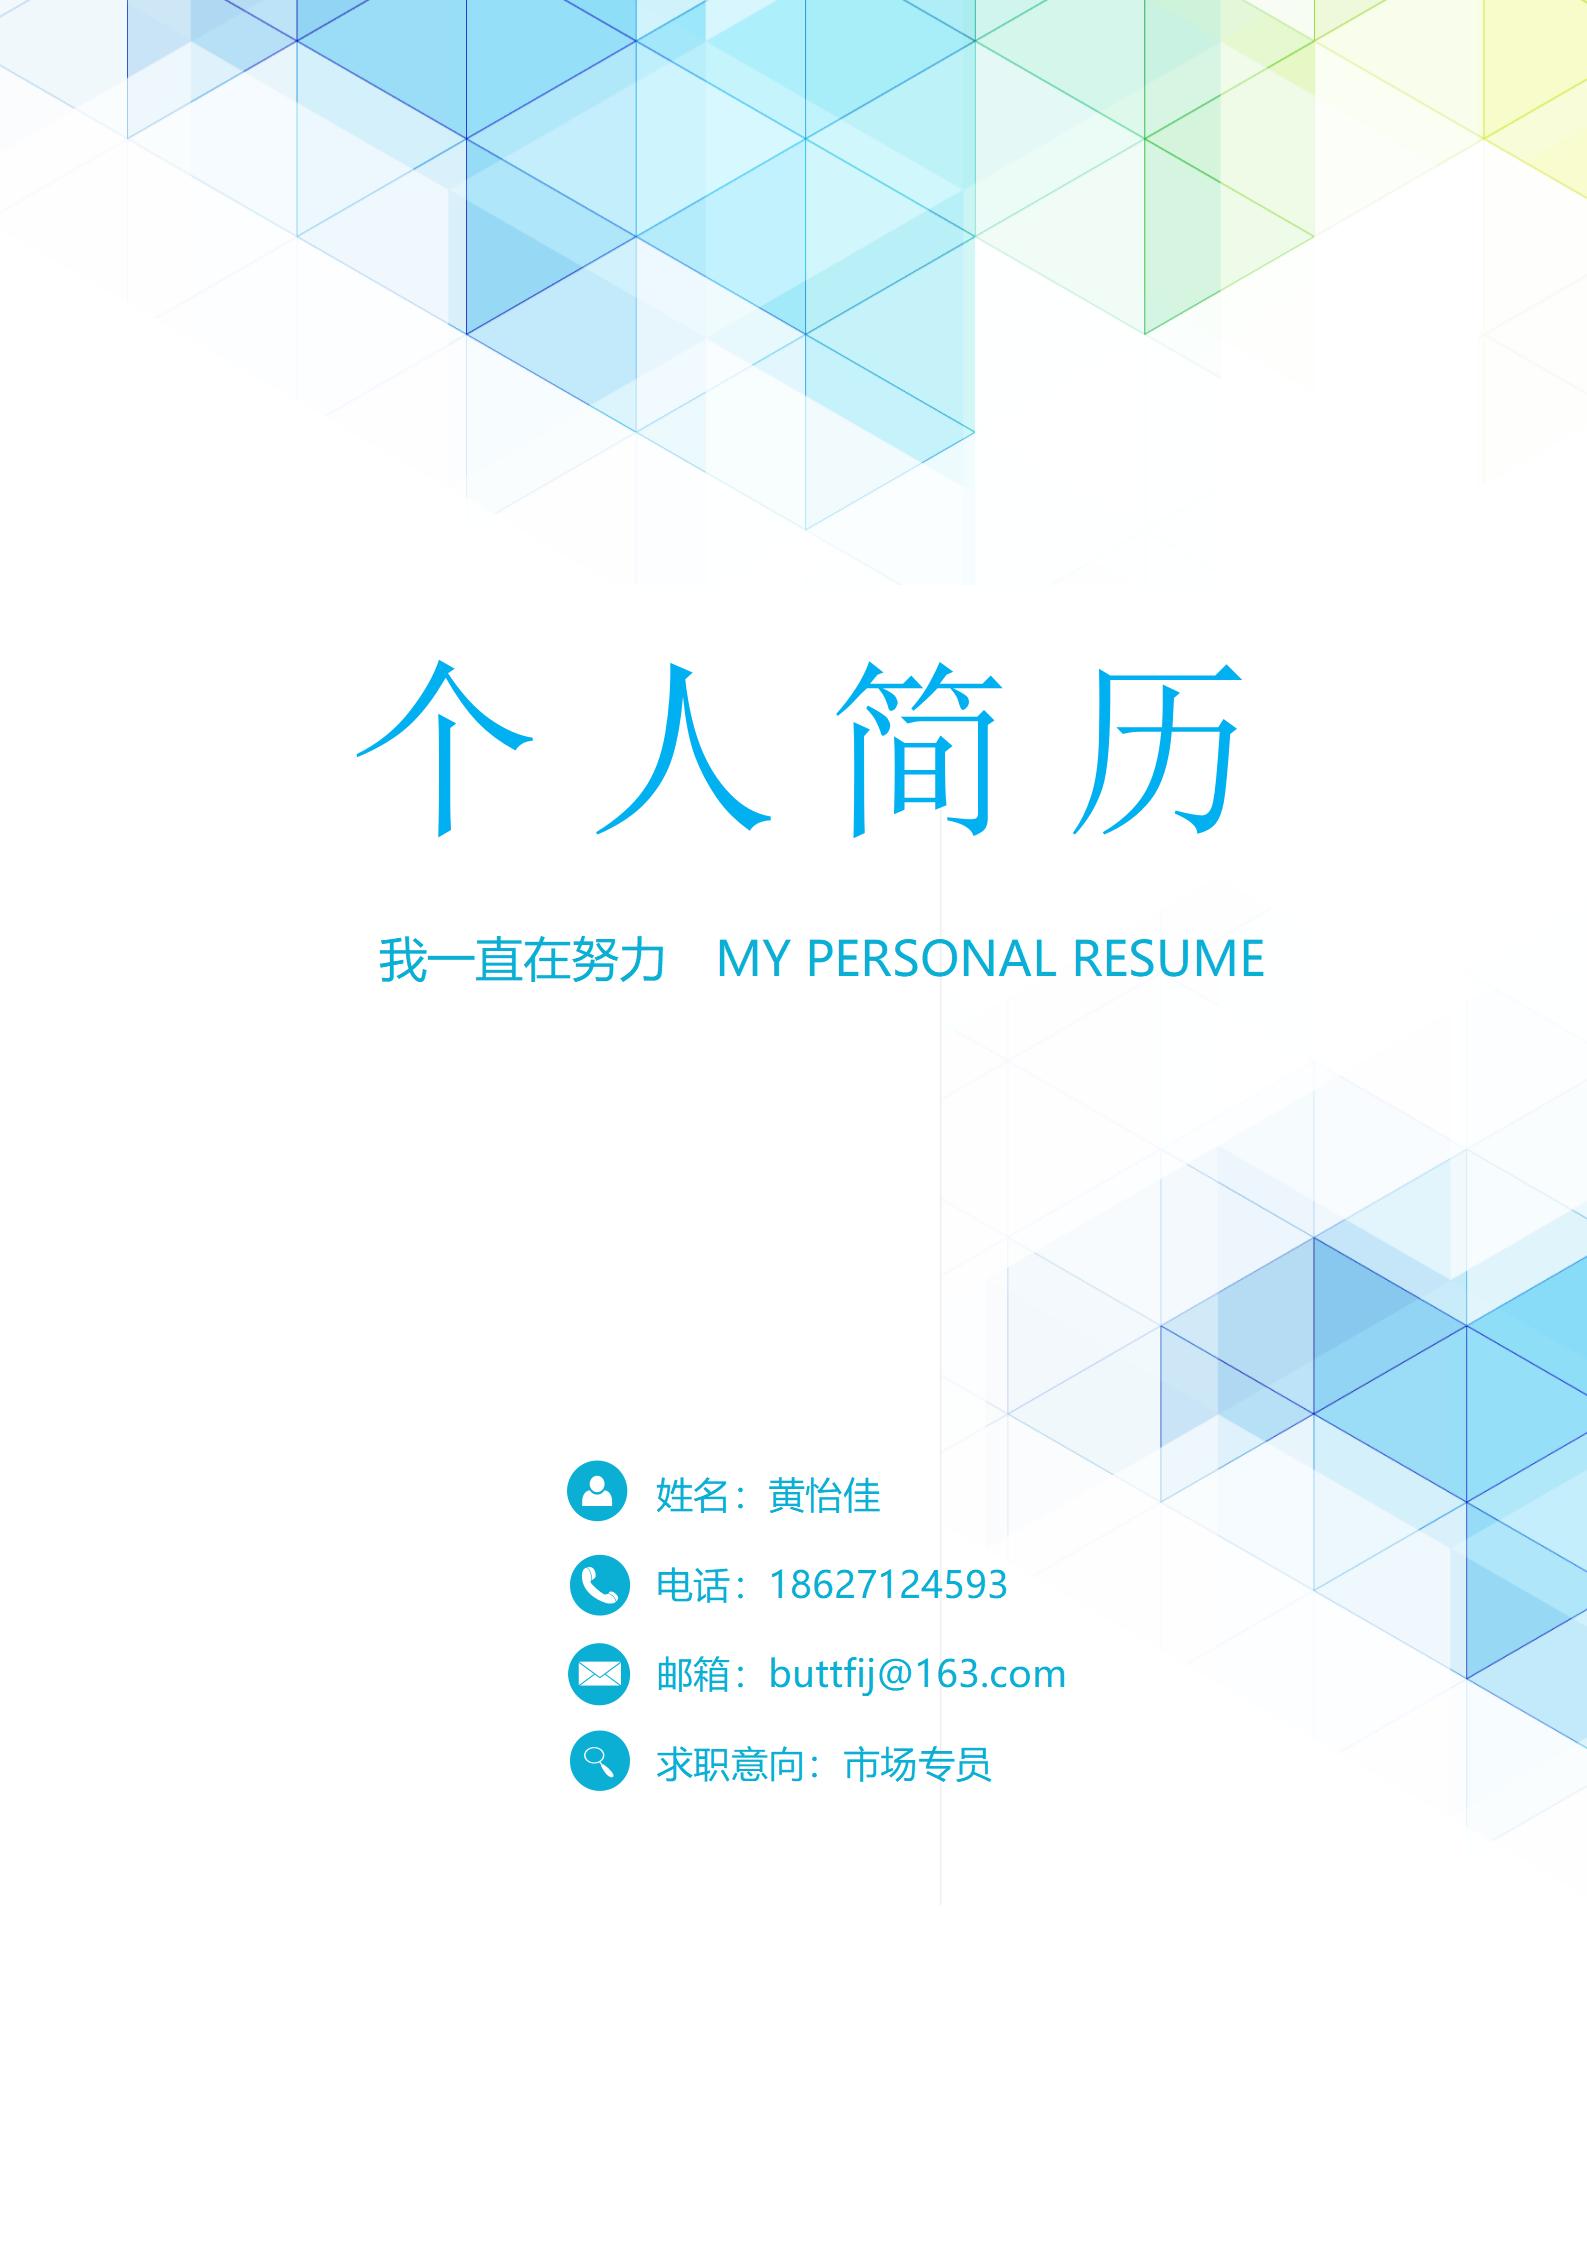 个人简历
我一直在努力 MY PERSONAL RESUME
姓名：黄怡佳
电话：18627124593
邮箱：buttfij@163.com
求职意向：市场专员